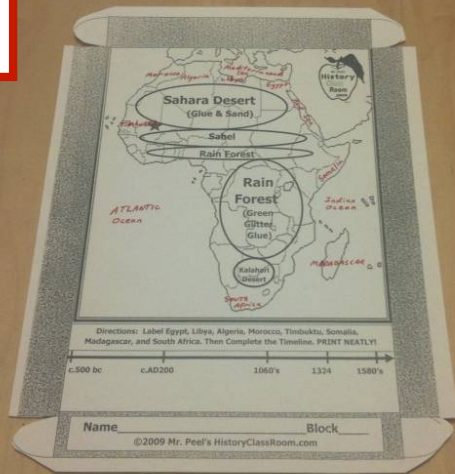 Mediterranean
Sea
Morocco
Algeria
Libya
Egypt
History
Class
Room
.com
Sahara Desert
(Glue & Sand)
Red Sea
Timbuktu
Sahel
Rain Forest
Somalia
Rain
Forest
(Green
Glitter
Glue)
ATLANTIC
Ocean
Indian
Ocean
Kalahari
Desert
MADAGASCAR
South
Africa
Directions: Label Egypt, Libya, Algeria, Morocco, Timbuktu, Somalia,
Madagascar, and South Africa. Then Complete the Timeline. PRINT NEATLY!
c.500 bc c.AD200 1060's 1324 1580's
Name Block
©2009 Mr. Peel's HistoryClassRoom.com